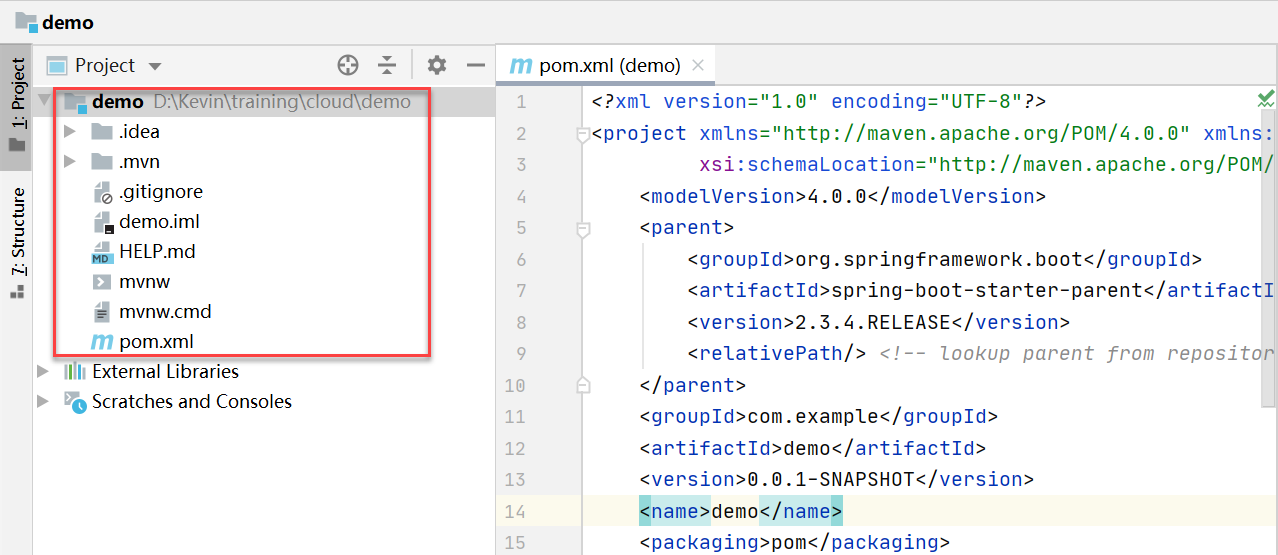 demo
1: Project
7: Structure
Project
demo D:\Kevin\training\cloud\demo
.idea
.mvn
.gitignore
demo.iml
MD HELP.md
mvnw
mvnw.cmd
m pom.xml
External Libraries
Scratches and Consoles
m pom.xml (demo)
1 <?xml version="1.0" encoding="UTF-8"?>
2 <project xmlns="http://maven.apache.org/POM/4.0.0" xmlns:
3 xsi:schemaLocation="http://maven.apache.org/POM/
4 <modelVersion>4.0.0</modelVersion>
5 <parent>
6 <groupId>org.springframework.boot</groupId>
7 <artifactId>spring-boot-starter-parent</artifactI
8 <version>2.3.4.RELEASE</version>
9 <relativePath/> <!-- lookup parent from repositor
10 </parent>
11 <groupId>com.example</groupId>
12 <artifactId>demo</artifactId>
13 <version>0.0.1-SNAPSHOT</version>
14 <name>demo</name>
15 <packaging>pom</packaging>